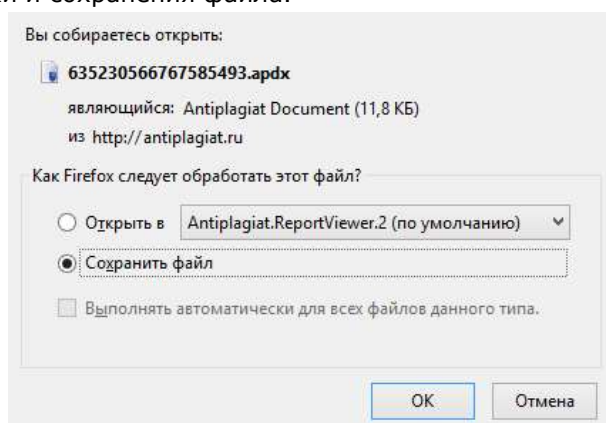 и сохранения файла.
Вы собираетесь открыть:
635230566767585493.apdx
являющийся: Antiplagiat Document (11,8 КБ)
из http://antiplagiat.ru
Как Firefox следует обработать этот файл?
Открыть в Antiplagiat.ReportViewer.2 (по умолчанию)
Сохранить файл
Выполнять автоматически для всех файлов данного типа.
ОК Отмена